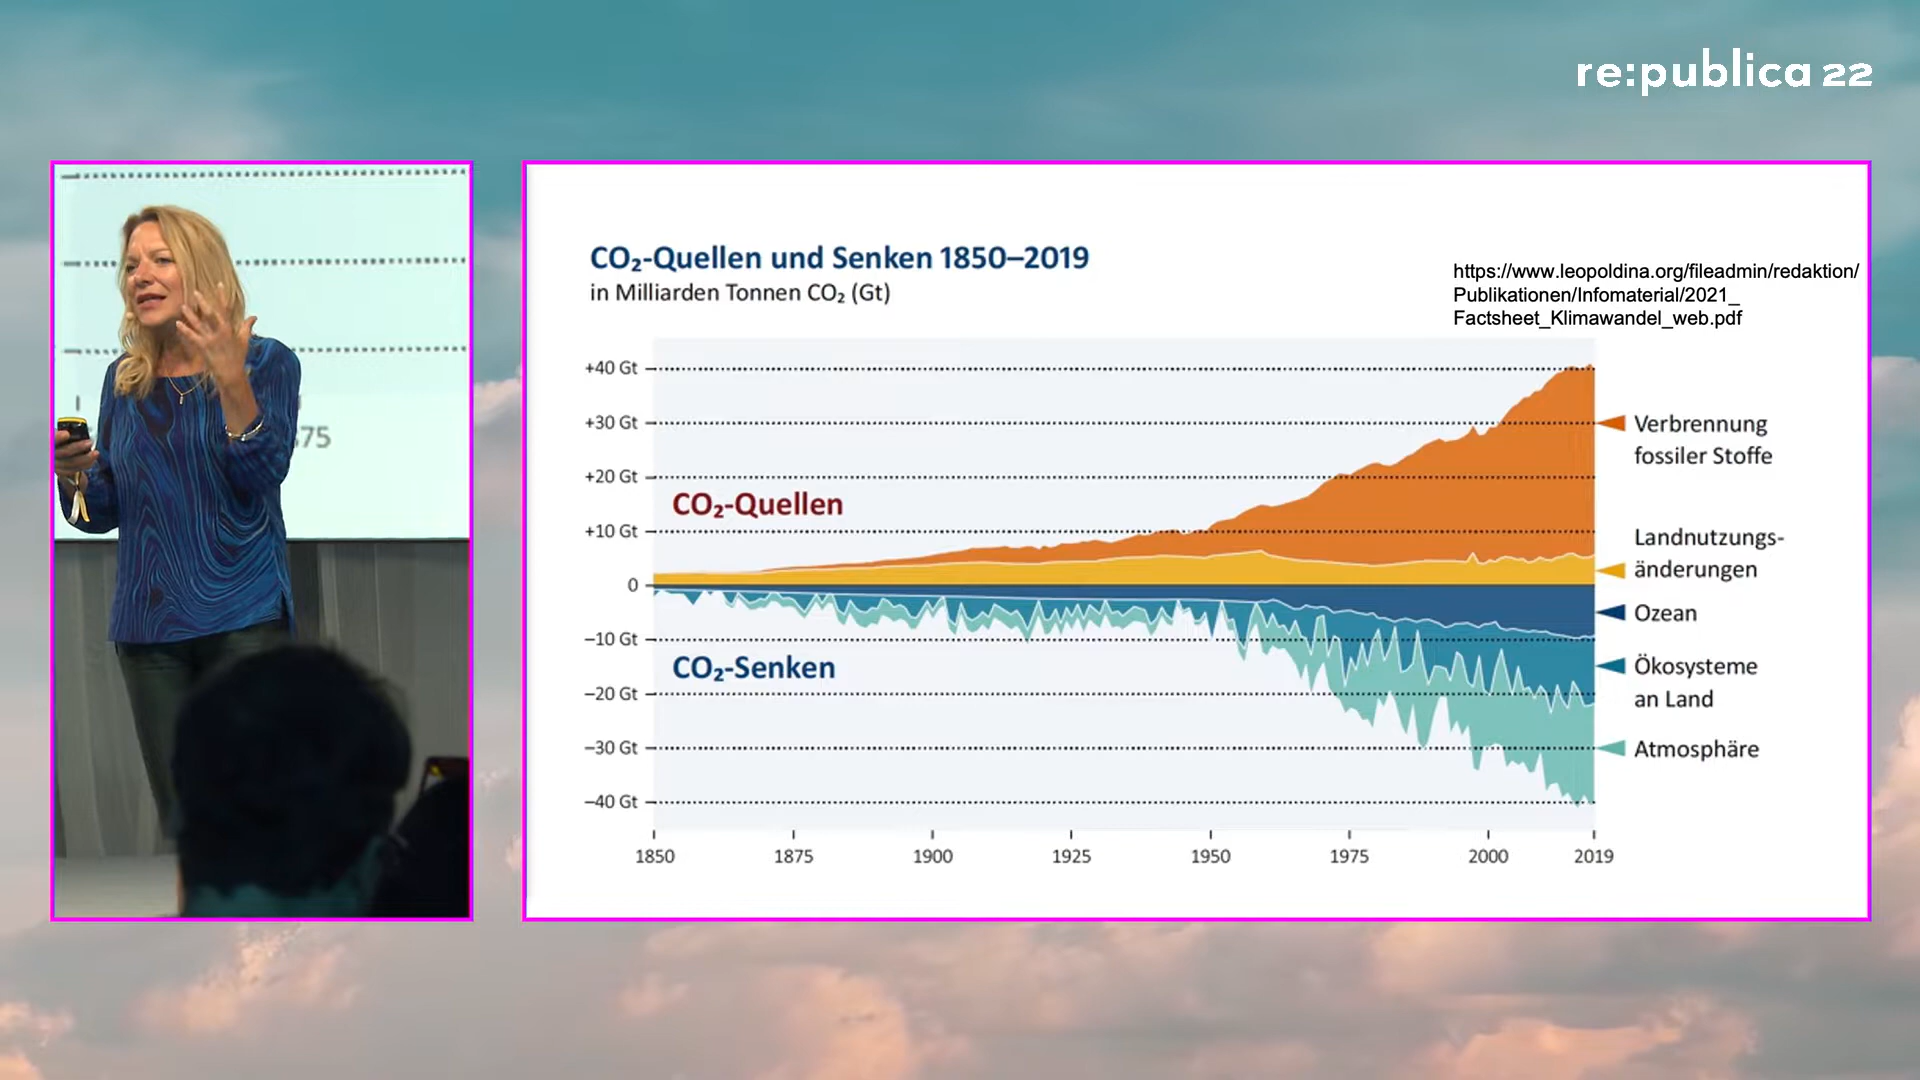 re:publica 22
75
CO₂-Quellen und Senken 1850–2019
in Milliarden Tonnen CO₂ (Gt)
https://www.leopoldina.org/fileadmin/redaktion/
Publikationen/Infomaterial/2021_
Factsheet_Klimawandel_web.pdf
+40 Gt
+30 Gt
+20 Gt
+10 Gt
0
–10 Gt
–20 Gt
–30 Gt
–40 Gt
CO₂-Quellen
CO₂-Senken
Verbrennung
fossiler Stoffe
Landnutzungs-
änderungen
Ozean
Ökosysteme
an Land
Atmosphäre
1850 1875 1900 1925 1950 1975 2000 2019